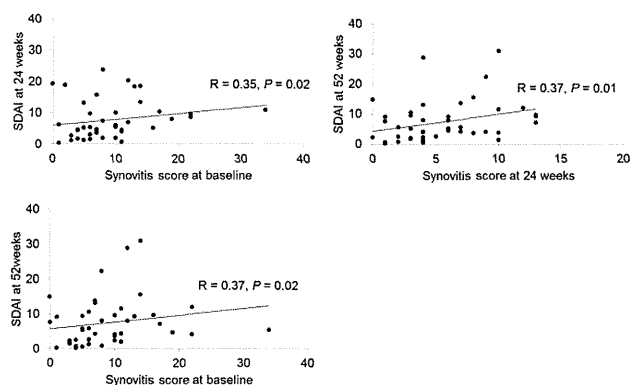 SDAI at 24 weeks
40
30
20
10
0
R = 0.35, P = 0.02
0 10 20 30 40
Synovitis score at baseline
SDAI at 52 weeks
40
30
20
10
0
R = 0.37, P = 0.01
0 5 10 15 20
Synovitis score at 24 weeks
SDAI at 52weeks
40
30
20
10
0
R = 0.37, P = 0.02
0 10 20 30 40
Synovitis score at baseline